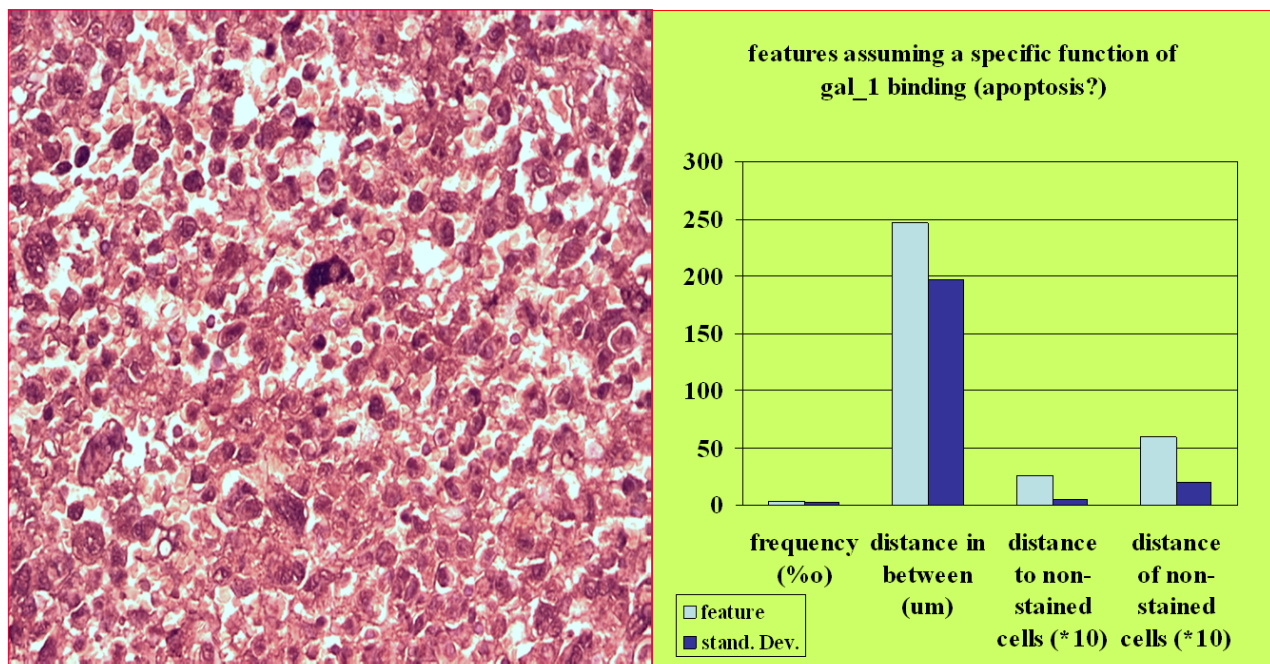 features assuming a specific function of
gal_1 binding (apoptosis?)
300
250
200
150
100
50
0
frequency
(%o)
distance in
between
(um)
distance
to non-
stained
cells (*10)
distance
of non-
stained
cells (*10)
feature
stand. Dev.